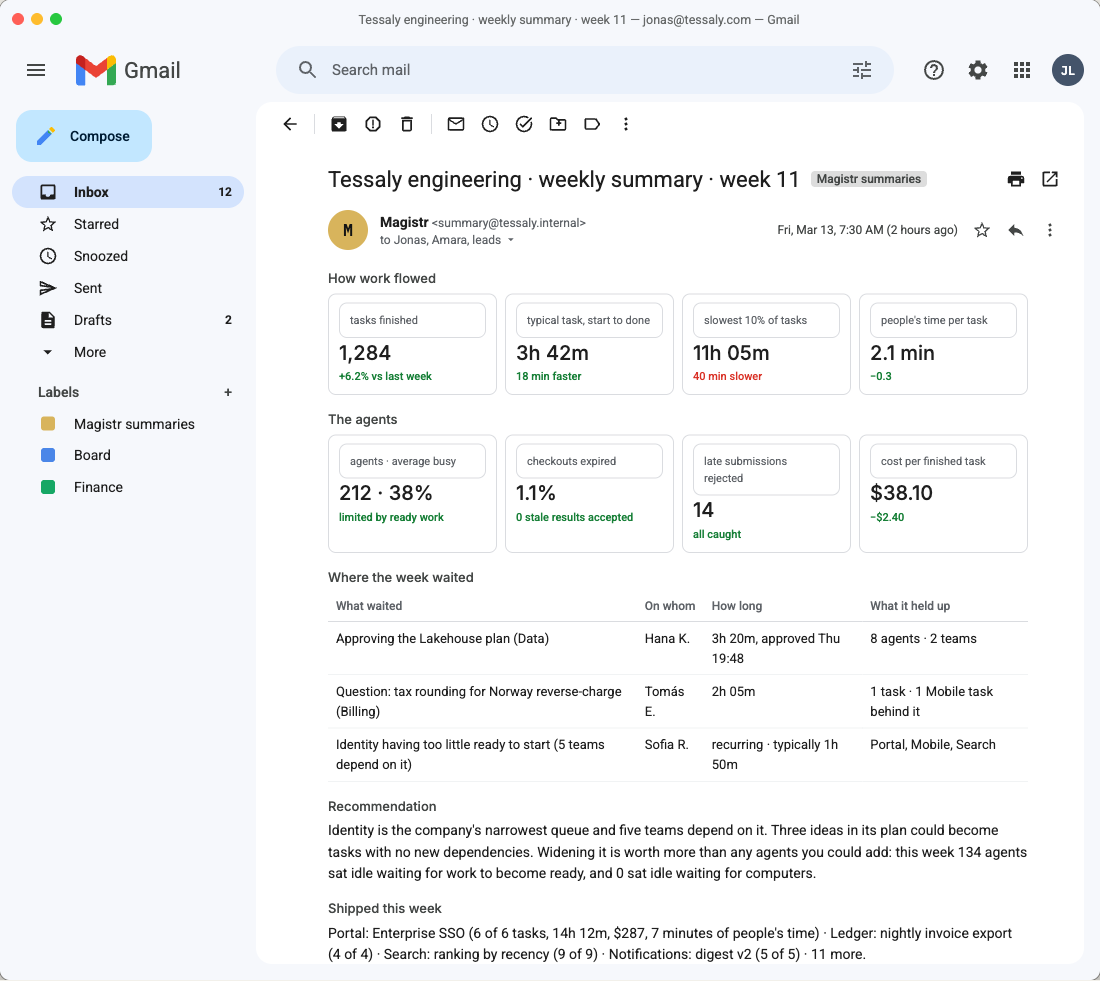 Tessaly engineering · weekly summary · week 11 — jonas@tessaly.com — Gmail
Gmail
Search mail
JL
Compose
Inbox 12
Starred
Snoozed
Sent
Drafts 2
More
Labels +
Magistr summaries
Board
Finance
Tessaly engineering · weekly summary · week 11 Magistr summaries
M
Magistr <summary@tessaly.internal>
to Jonas, Amara, leads
Fri, Mar 13, 7:30 AM (2 hours ago)
How work flowed
tasks finished
1,284
+6.2% vs last week
typical task, start to done
3h 42m
18 min faster
slowest 10% of tasks
11h 05m
40 min slower
people's time per task
2.1 min
−0.3
The agents
agents · average busy
212 · 38%
limited by ready work
checkouts expired
1.1%
0 stale results accepted
late submissions
rejected
14
all caught
cost per finished task
$38.10
−$2.40
Where the week waited
What waited On whom How long What it held up
Approving the Lakehouse plan (Data) Hana K. 3h 20m, approved Thu 8 agents · 2 teams
19:48
Question: tax rounding for Norway reverse-charge Tomás 2h 05m 1 task · 1 Mobile task
(Billing) E. behind it
Identity having too little ready to start (5 teams Sofia R. recurring · typically 1h Portal, Mobile, Search
depend on it) 50m
Recommendation
Identity is the company's narrowest queue and five teams depend on it. Three ideas in its plan could become
tasks with no new dependencies. Widening it is worth more than any agents you could add: this week 134 agents
sat idle waiting for work to become ready, and 0 sat idle waiting for computers.
Shipped this week
Portal: Enterprise SSO (6 of 6 tasks, 14h 12m, $287, 7 minutes of people's time) · Ledger: nightly invoice export
(4 of 4) · Search: ranking by recency (9 of 9) · Notifications: digest v2 (5 of 5) · 11 more.